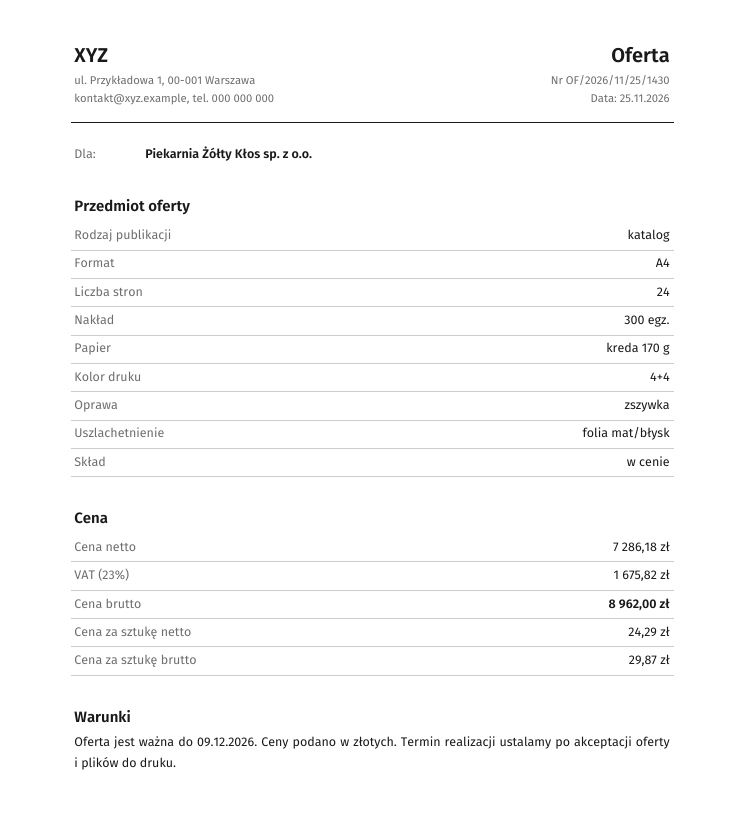 XYZ
Oferta
ul. Przykładowa 1, 00-001 Warszawa
Nr OF/2026/11/25/1430
kontakt@xyz.example, tel. 000 000 000
Data: 25.11.2026
Dla: Piekarnia Żółty Kłos sp. z o.o.
Przedmiot oferty
Rodzaj publikacji katalog
Format A4
Liczba stron 24
Nakład 300 egz.
Papier kreda 170 g
Kolor druku 4+4
Oprawa zszywka
Uszlachetnienie folia mat/błysk
Skład w cenie
Cena
Cena netto 7 286,18 zł
VAT (23%) 1 675,82 zł
Cena brutto 8 962,00 zł
Cena za sztukę netto 24,29 zł
Cena za sztukę brutto 29,87 zł
Warunki
Oferta jest ważna do 09.12.2026. Ceny podano w złotych. Termin realizacji ustalamy po akceptacji oferty
i plików do druku.